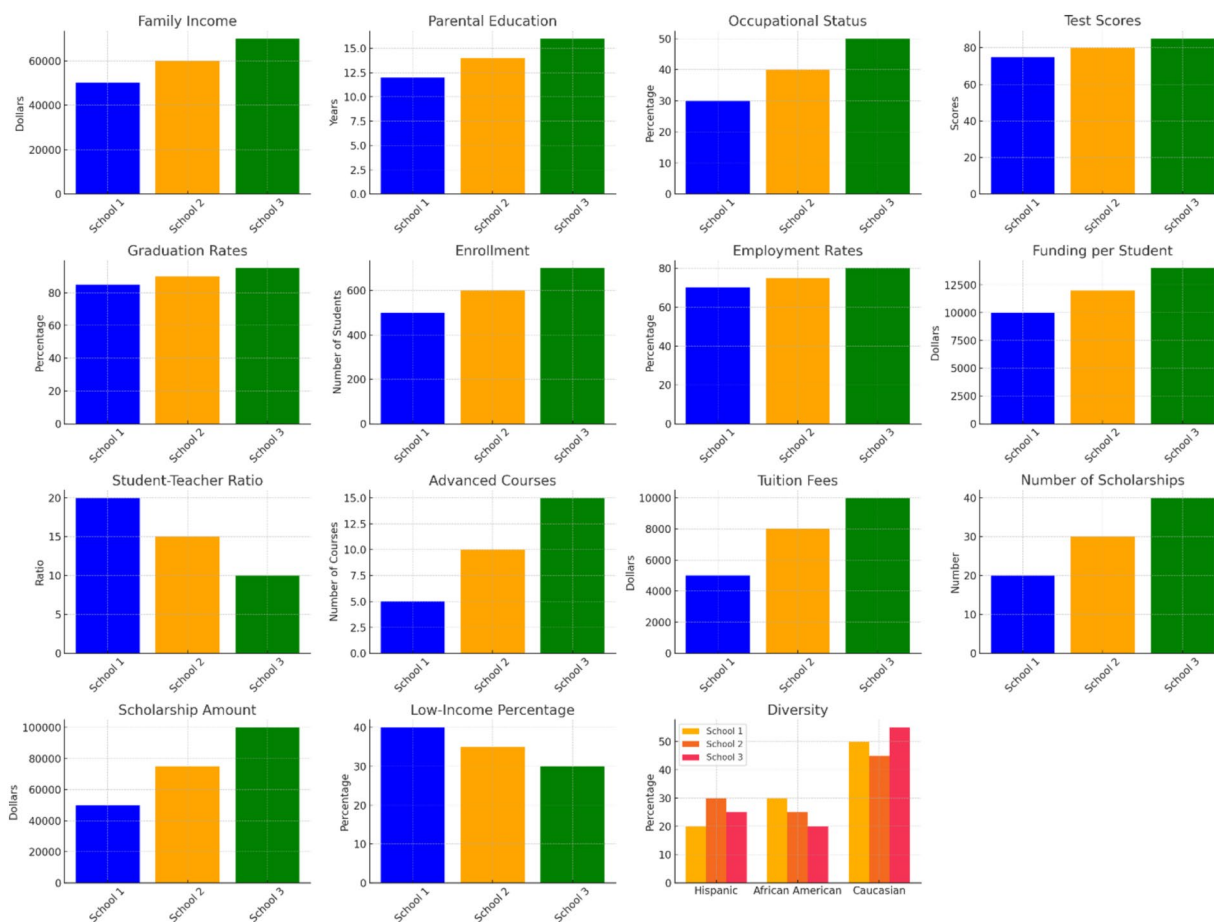 Family Income
Dollars
60000
40000
20000
0
School 1
School 2
School 3
Parental Education
Years
15.0
12.5
10.0
7.5
5.0
2.5
0.0
School 1
School 2
School 3
Occupational Status
Percentage
50
40
30
20
10
0
School 1
School 2
School 3
Test Scores
Scores
80
60
40
20
0
School 1
School 2
School 3
Graduation Rates
Percentage
80
60
40
20
0
School 1
School 2
School 3
Enrollment
Number of Students
600
400
200
0
School 1
School 2
School 3
Employment Rates
Percentage
80
60
40
20
0
School 1
School 2
School 3
Funding per Student
Dollars
12500
10000
7500
5000
2500
0
School 1
School 2
School 3
Student-Teacher Ratio
Ratio
20
15
10
5
0
School 1
School 2
School 3
Advanced Courses
Number of Courses
15.0
12.5
10.0
7.5
5.0
2.5
0.0
School 1
School 2
School 3
Tuition Fees
Dollars
10000
8000
6000
4000
2000
0
School 1
School 2
School 3
Number of Scholarships
Number
40
30
20
10
0
School 1
School 2
School 3
Scholarship Amount
Dollars
100000
80000
60000
40000
20000
0
School 1
School 2
School 3
Low-Income Percentage
Percentage
40
30
20
10
0
School 1
School 2
School 3
Diversity
Percentage
50
40
30
20
10
0
School 1
School 2
School 3
Hispanic
African American
Caucasian